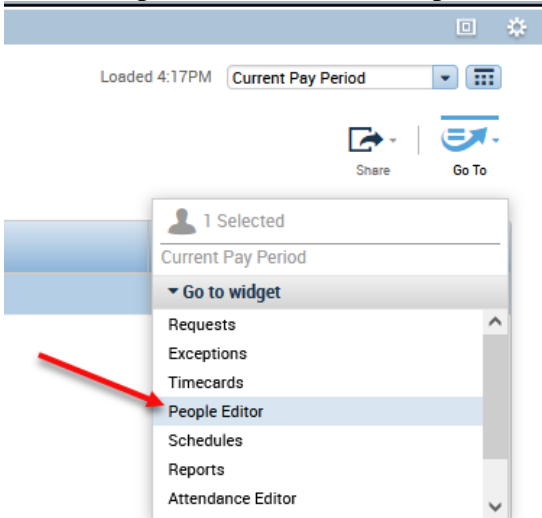 Loaded 4:17PM Current Pay Period
Share Go To
1 Selected
Current Pay Period
Go to widget
Requests
Exceptions
Timecards
People Editor
Schedules
Reports
Attendance Editor